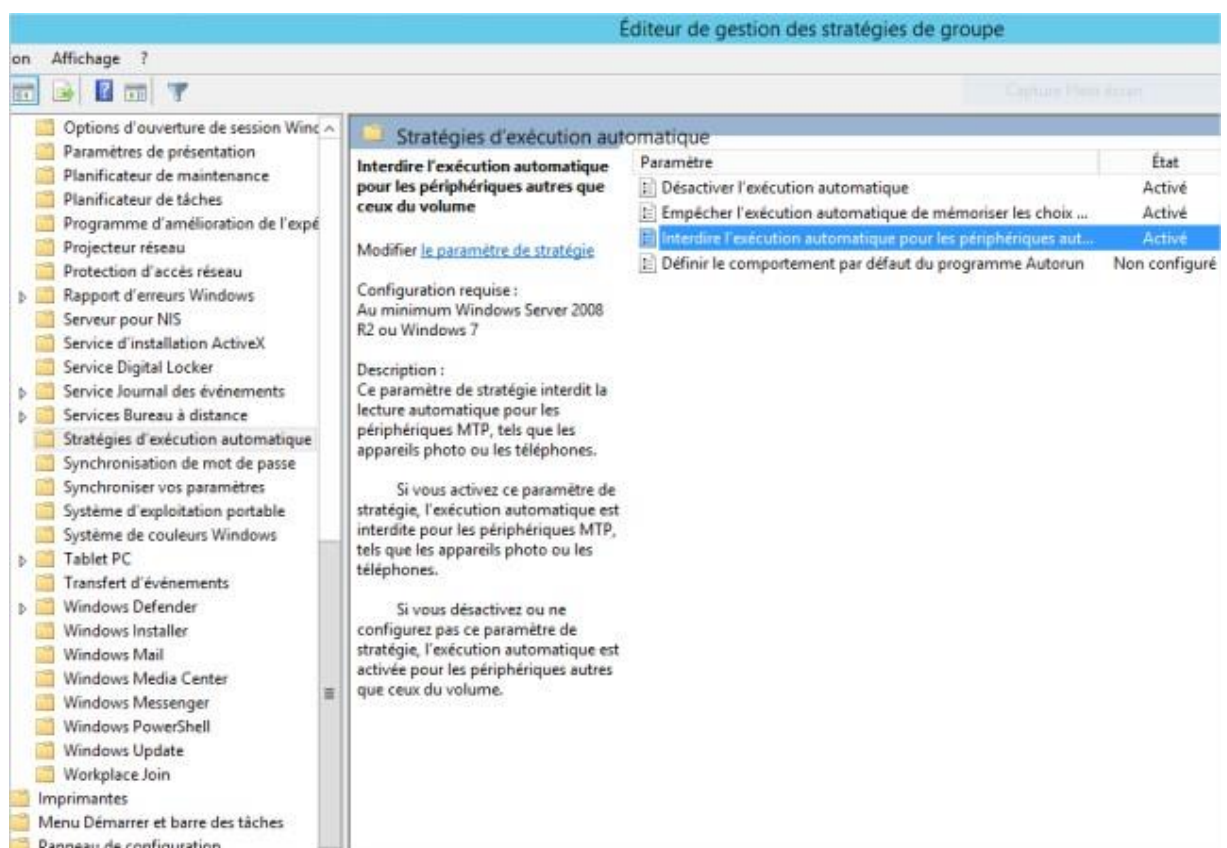 Éditeur de gestion des stratégies de groupe
on Affichage ?
Capture Plein écran
Options d'ouverture de session Winc
Paramètres de présentation
Planificateur de maintenance
Planificateur de tâches
Programme d'amélioration de l'expé
Projecteur réseau
Protection d'accès réseau
Rapport d'erreurs Windows
Serveur pour NIS
Service d'installation ActiveX
Service Digital Locker
Service Journal des événements
Services Bureau à distance
Stratégies d'exécution automatique
Synchronisation de mot de passe
Synchroniser vos paramètres
Système d'exploitation portable
Système de couleurs Windows
Tablet PC
Transfert d'événements
Windows Defender
Windows Installer
Windows Mail
Windows Media Center
Windows Messenger
Windows PowerShell
Windows Update
Workplace Join
Imprimantes
Menu Démarrer et barre des tâches
Panneau de configuration
Stratégies d'exécution automatique
Interdire l'exécution automatique
pour les périphériques autres que
ceux du volume
Modifier le paramètre de stratégie
Configuration requise :
Au minimum Windows Server 2008
R2 ou Windows 7
Description :
Ce paramètre de stratégie interdit la
lecture automatique pour les
périphériques MTP, tels que les
appareils photo ou les téléphones.
Si vous activez ce paramètre de
stratégie, l'exécution automatique est
interdite pour les périphériques MTP,
tels que les appareils photo ou les
téléphones.
Si vous désactivez ou ne
configurez pas ce paramètre de
stratégie, l'exécution automatique est
activée pour les périphériques autres
que ceux du volume.
Paramètre État
Désactiver l'exécution automatique Activé
Empêcher l'exécution automatique de mémoriser les choix ... Activé
Interdire l'exécution automatique pour les périphériques aut... Activé
Définir le comportement par défaut du programme Autorun Non configuré